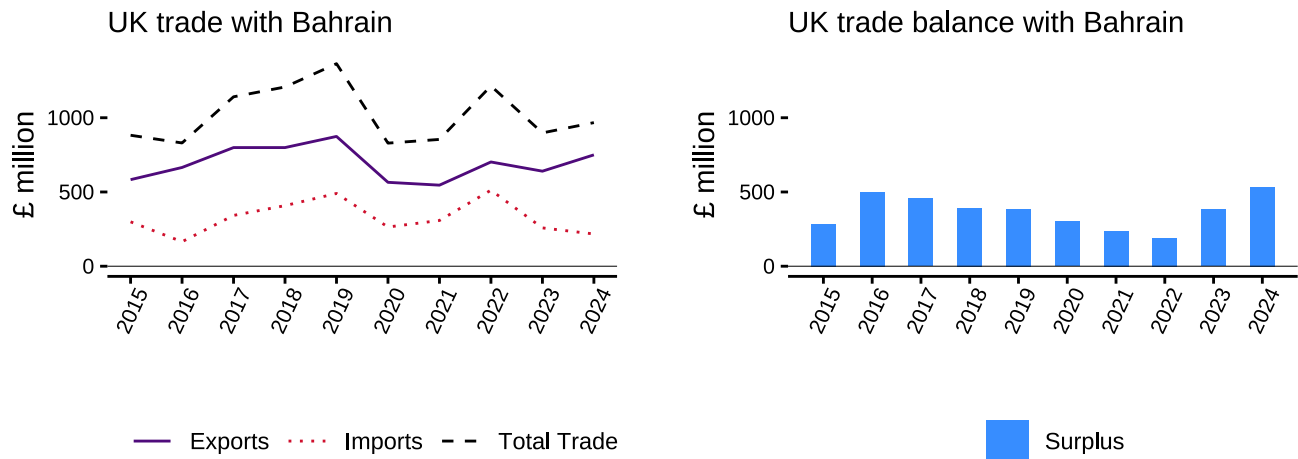 UK trade with Bahrain
£ million
1000
500
0
2015 2016 2017 2018 2019 2020 2021 2022 2023 2024
Exports Imports Total Trade
UK trade balance with Bahrain
£ million
1000
500
0
2015 2016 2017 2018 2019 2020 2021 2022 2023 2024
Surplus